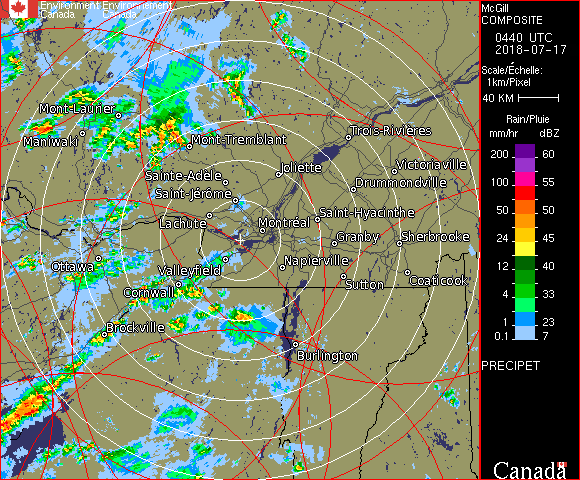 Environment Environnement
Canada Canada
McGill
COMPOSITE
0440 UTC
2018-07-17
Scale/Échelle:
1km/Pixel
40 KM
Rain/Pluie
mm/hr dBZ
200 60
150 57
100 55
50 50
24 45
12 40
4 33
1 23
0.1 7
PRECIPET
Canada
Mont-Laurier
Maniwaki
Mont-Tremblant
Trois-Rivières
Joliette
Victoriaville
Sainte-Adèle
Drummondville
Saint-Jérôme
Lachute
Saint-Hyacinthe
Montréal
Granby
Sherbrooke
Ottawa
Valleyfield
Napierville
Cornwall
Sutton
Coaticook
Brockville
Burlington